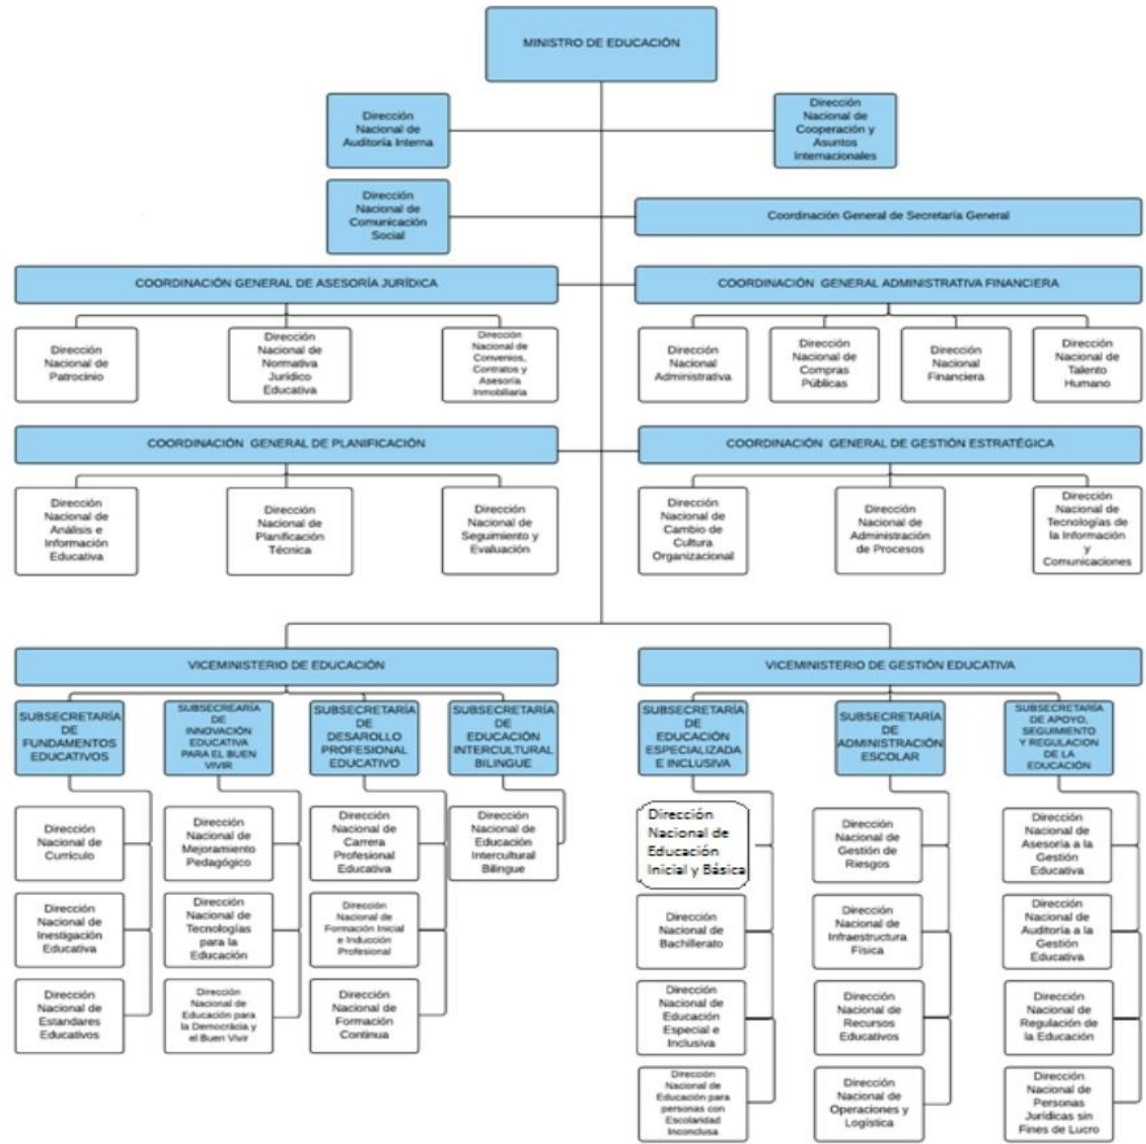 MINISTRO DE EDUCACIÓN
Dirección
Nacional de
Auditoría Interna
Dirección
Nacional de
Cooperación y
Asuntos
Internacionales
Dirección
Nacional de
Comunicación
Social
Coordinación General de Secretaría General
COORDINACIÓN GENERAL DE ASESORÍA JURÍDICA
Dirección
Nacional de
Patrocinio
Dirección
Nacional de
Normativa
Jurídico
Educativa
Dirección
Nacional de
Convenios,
Contratos y
Asesoría
Inmobiliaria
COORDINACIÓN GENERAL ADMINISTRATIVA FINANCIERA
Dirección
Nacional
Administrativa
Dirección
Nacional de
Compras
Públicas
Dirección
Nacional
Financiera
Dirección
Nacional de
Talento
Humano
COORDINACIÓN GENERAL DE PLANIFICACIÓN
Dirección
Nacional de
Análisis e
Información
Educativa
Dirección
Nacional de
Planificación
Técnica
Dirección
Nacional de
Seguimiento y
Evaluación
COORDINACIÓN GENERAL DE GESTIÓN ESTRATÉGICA
Dirección
Nacional de
Cambio de
Cultura
Organizacional
Dirección
Nacional de
Administración
de Procesos
Dirección
Nacional de
Tecnologías de
la Información
y
Comunicaciones
VICEMINISTERIO DE EDUCACIÓN
SUBSECRETARÍA
DE
FUNDAMENTOS
EDUCATIVOS
Dirección
Nacional de
Currículo
Dirección
Nacional de
Inestigación
Educativa
Dirección
Nacional de
Estandares
Educativos
SUBSECREARÍA
DE
INNOVACIÓN
EDUCATIVA
PARA EL BUEN
VIVIR
Dirección
Nacional de
Mejoramiento
Pedagógico
Dirección
Nacional de
Tecnologías
para la
Educación
Dirección
Nacional de
Educación para
la Democrácia y
el Buen Vivir
SUBSECRETARÍA
DE
DESAROLLO
PROFESIONAL
EDUCATIVO
Dirección
Nacional de
Carrera
Profesional
Educativa
Dirección
Nacional de
Formación Inicial
e Inducción
Profesional
Dirección
Nacional de
Formación
Continua
SUBSECRETARÍA
DE
EDUCACIÓN
INTERCULTURAL
BILINGUE
Dirección
Nacional de
Educación
Intercultural
Bilingue
VICEMINISTERIO DE GESTIÓN EDUCATIVA
SUBSECRETARÍA
DE
EDUCACIÓN
ESPECIALIZADA
E INCLUSIVA
Dirección
Nacional de
Educación
Inicial y Básica
Dirección
Nacional de
Bachillerato
Dirección
Nacional de
Educación
Especial e
Inclusiva
Dirección
Nacional de
Educación para
personas con
Escolaridad
Inconclusa
SUBSECRETARÍA
DE
ADMINISTRACIÓN
ESCOLAR
Dirección
Nacional de
Gestión de
Riesgos
Dirección
Nacional de
Infraestructura
Física
Dirección
Nacional de
Recursos
Educativos
Dirección
Nacional de
Operaciones y
Logística
SUBSECRETARÍA
DE APOYO,
SEGUIMIENTO
Y REGULACION
DE LA
EDUCACIÓN
Dirección
Nacional de
Asesoria a la
Gestión
Educativa
Dirección
Nacional de
Auditoría a la
Gestión
Educativa
Dirección
Nacional de
Regulación de
la Educación
Dirección
Nacional de
Personas
Jurídicas sin
Fines de Lucro